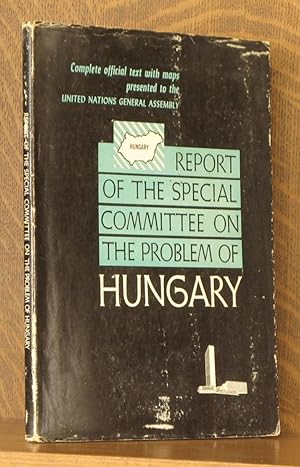 Complete official text with maps
presented to the
UNITED NATIONS GENERAL ASSEMBLY
HUNGARY
REPORT
OF THE SPECIAL
COMMITTEE ON
THE PROBLEM OF
HUNGARY
REPORT OF THE SPECIAL COMMITTEE ON THE PROBLEM OF HUNGARY